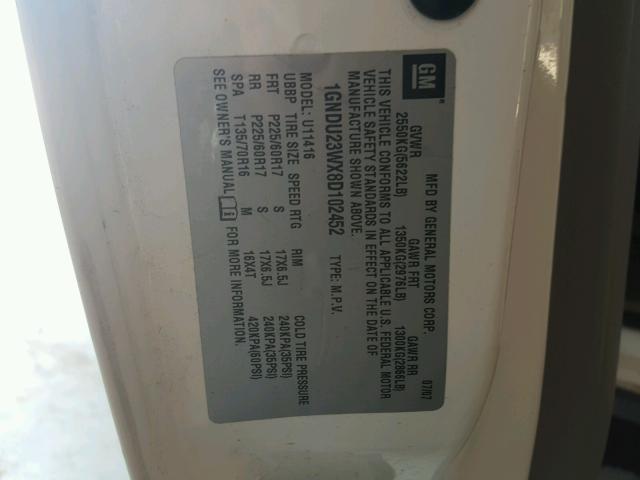 GM
MFD BY GENERAL MOTORS CORP. 07/07
GVWR GAWR FRT GAWR RR
2550KG(5622LB) 1350KG(2976LB) 1300KG(2865LB)
THIS VEHICLE CONFORMS TO ALL APPLICABLE U.S. FEDERAL MOTOR
VEHICLE SAFETY STANDARDS IN EFFECT ON THE DATE OF
MANUFACTURE SHOWN ABOVE.
1GNDU23WX8D102452 TYPE: M.P.V.
MODEL: U11416
UBBP TIRE SIZE SPEED RTG RIM COLD TIRE PRESSURE
FRT P225/60R17 S 17X6.5J 240KPA(35PSI)
RR P225/60R17 S 17X6.5J 240KPA(35PSI)
SPA T135/70R16 M 16X4T 420KPA(60PSI)
SEE OWNER'S MANUAL FOR MORE INFORMATION.